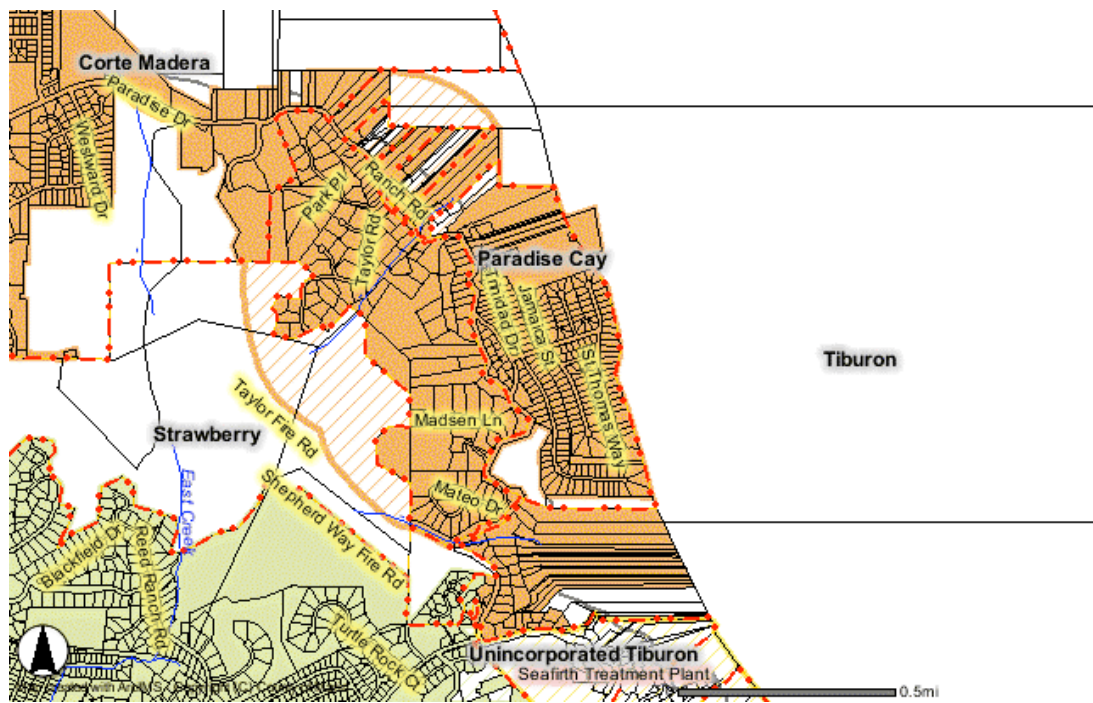 Corte Madera
Paradise Dr
Westward Dr
Park Pl
Ranch Rd
Taylor Rd
Paradise Cay
Trinidad Dr
Jamaica St
St Thomas Way
Tiburon
Taylor Fire Rd
Madsen Ln
Strawberry
East Creek
Shepherd Way Fire Rd
Mateo Dr
Blackfield Dr
Reed Ranch Rd
Turtle Rock Ct
Unincorporated Tiburon
Seafirth Treatment Plant
0.5mi